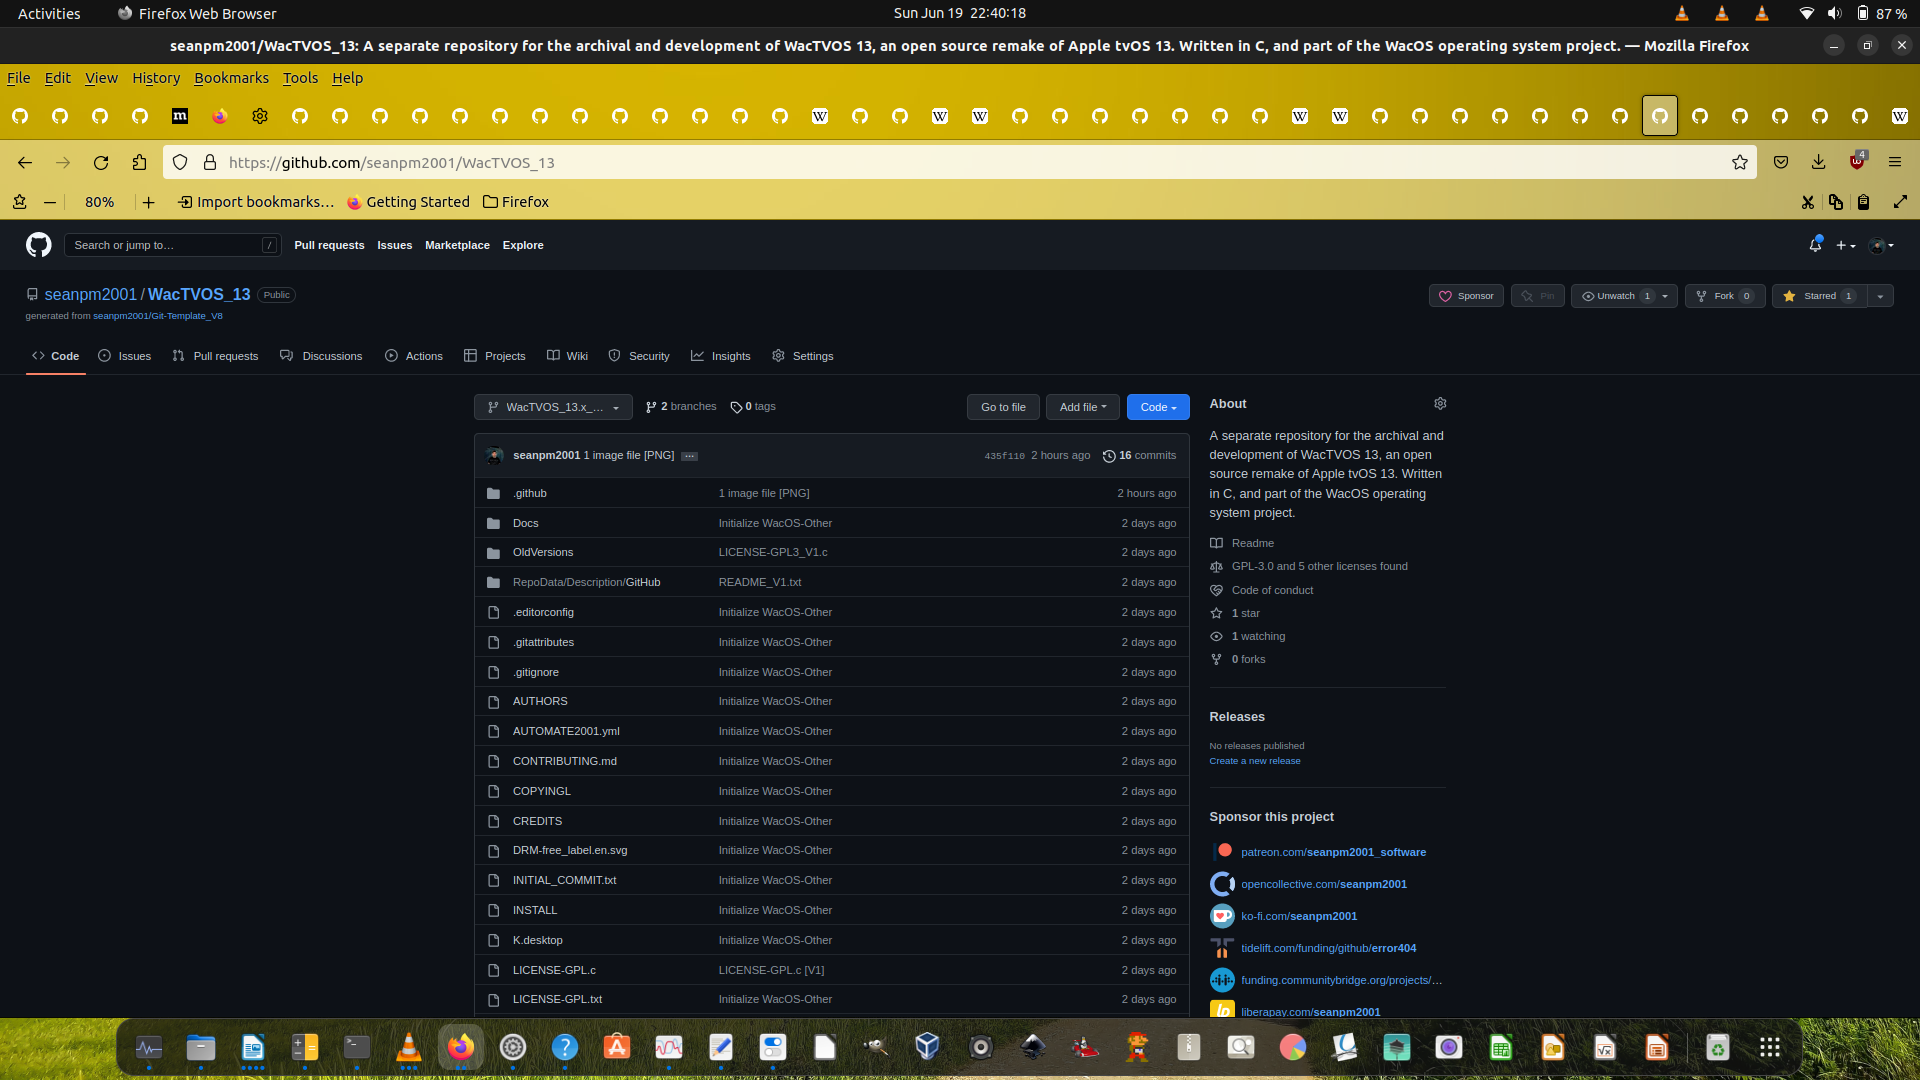 Activities
Firefox Web Browser
Sun Jun 19 22:40:18
87 %
seanpm2001/WacTVOS_13: A separate repository for the archival and development of WacTVOS 13, an open source remake of Apple tvOS 13. Written in C, and part of the WacOS operating system project. — Mozilla Firefox
File Edit View History Bookmarks Tools Help
https://github.com/seanpm2001/WacTVOS_13
4
80%
Import bookmarks…
Getting Started
Firefox
Search or jump to…
/
Pull requests Issues Marketplace Explore
seanpm2001 / WacTVOS_13 Public
Sponsor
Pin
Unwatch 1
Fork 0
Starred 1
generated from seanpm2001/Git-Template_V8
Code
Issues
Pull requests
Discussions
Actions
Projects
Wiki
Security
Insights
Settings
WacTVOS_13.x_…
2 branches
0 tags
Go to file
Add file
Code
seanpm2001 1 image file [PNG] …
435f110 2 hours ago
16 commits
.github 1 image file [PNG] 2 hours ago
Docs Initialize WacOS-Other 2 days ago
OldVersions LICENSE-GPL3_V1.c 2 days ago
RepoData/Description/GitHub README_V1.txt 2 days ago
.editorconfig Initialize WacOS-Other 2 days ago
.gitattributes Initialize WacOS-Other 2 days ago
.gitignore Initialize WacOS-Other 2 days ago
AUTHORS Initialize WacOS-Other 2 days ago
AUTOMATE2001.yml Initialize WacOS-Other 2 days ago
CONTRIBUTING.md Initialize WacOS-Other 2 days ago
COPYINGL Initialize WacOS-Other 2 days ago
CREDITS Initialize WacOS-Other 2 days ago
DRM-free_label.en.svg Initialize WacOS-Other 2 days ago
INITIAL_COMMIT.txt Initialize WacOS-Other 2 days ago
INSTALL Initialize WacOS-Other 2 days ago
K.desktop Initialize WacOS-Other 2 days ago
LICENSE-GPL.c LICENSE-GPL.c [V1] 2 days ago
LICENSE-GPL.txt Initialize WacOS-Other 2 days ago
About
A separate repository for the archival and
development of WacTVOS 13, an open
source remake of Apple tvOS 13. Written
in C, and part of the WacOS operating
system project.
Readme
GPL-3.0 and 5 other licenses found
Code of conduct
1 star
1 watching
0 forks
Releases
No releases published
Create a new release
Sponsor this project
patreon.com/seanpm2001_software
opencollective.com/seanpm2001
ko-fi.com/seanpm2001
tidelift.com/funding/github/error404
funding.communitybridge.org/projects/…
liberapay.com/seanpm2001